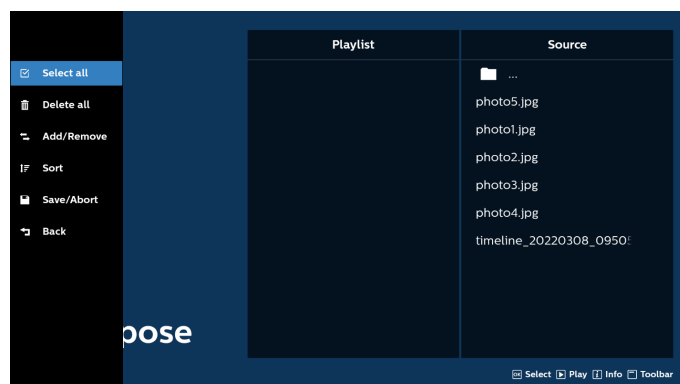 Select all
Delete all
Add/Remove
Sort
Save/Abort
Back
Playlist
Source
...
photo5.jpg
photo1.jpg
photo2.jpg
photo3.jpg
photo4.jpg
timeline_20220308_0950
pose
OK Select Play i Info Toolbar